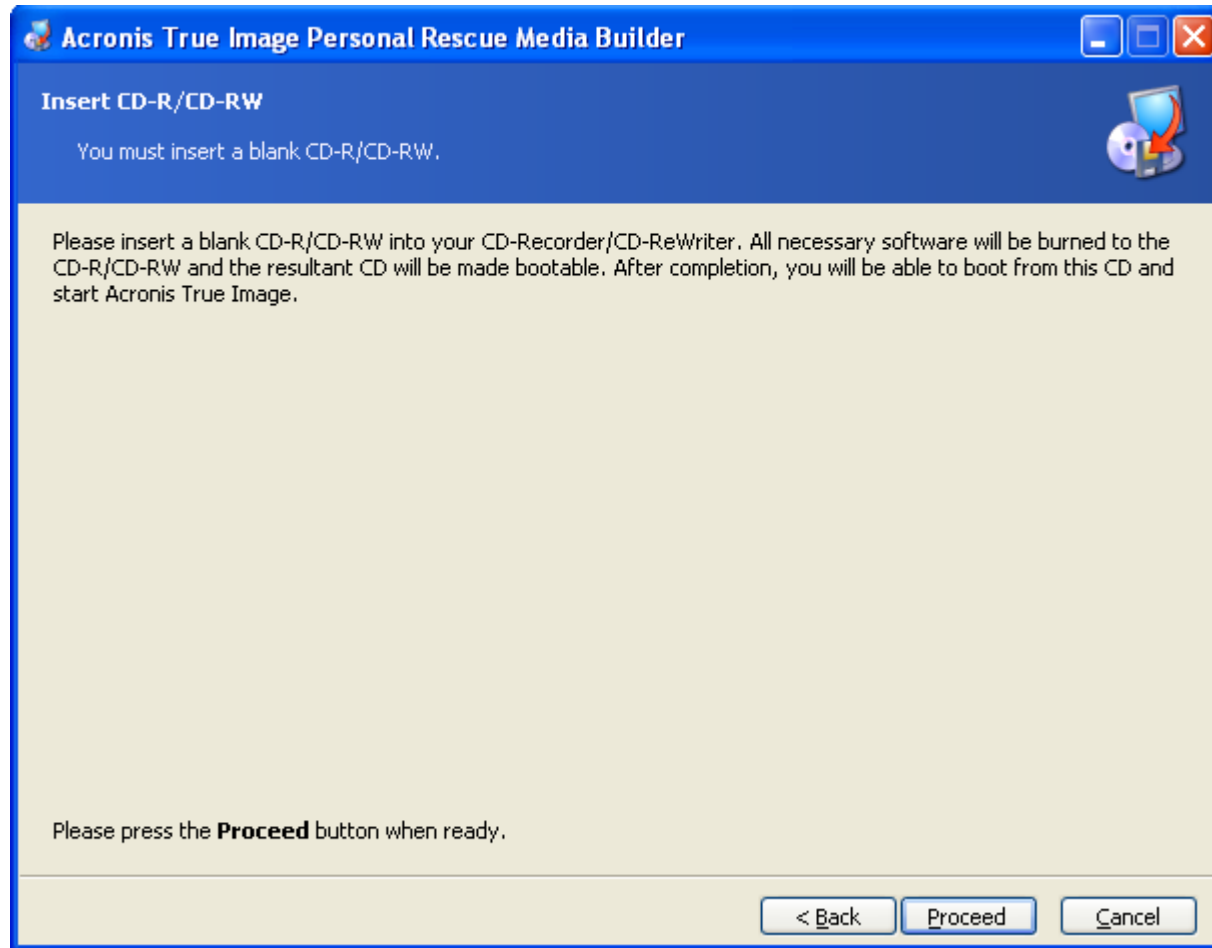 Acronis True Image Personal Rescue Media Builder
Insert CD-R/CD-RW
You must insert a blank CD-R/CD-RW.
Please insert a blank CD-R/CD-RW into your CD-Recorder/CD-ReWriter. All necessary software will be burned to the
CD-R/CD-RW and the resultant CD will be made bootable. After completion, you will be able to boot from this CD and
start Acronis True Image.
Please press the Proceed button when ready.
< Back Proceed Cancel